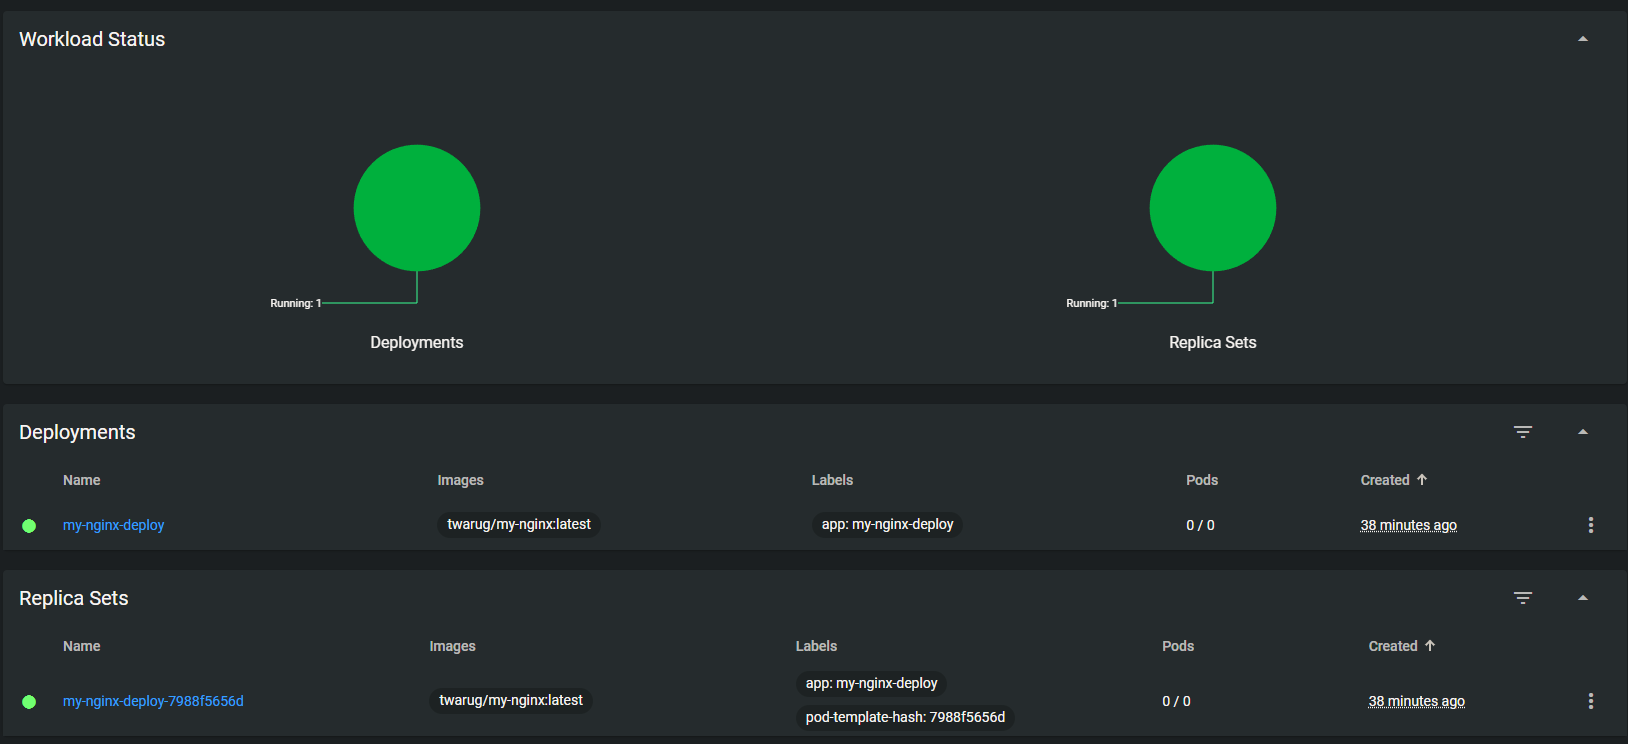 Workload Status
Running: 1
Running: 1
Deployments
Replica Sets
Deployments
Name Images Labels Pods Created
my-nginx-deploy twarug/my-nginx:latest app: my-nginx-deploy 0 / 0 38 minutes ago
Replica Sets
Name Images Labels Pods Created
app: my-nginx-deploy
my-nginx-deploy-7988f5656d twarug/my-nginx:latest 0 / 0 38 minutes ago
pod-template-hash: 7988f5656d